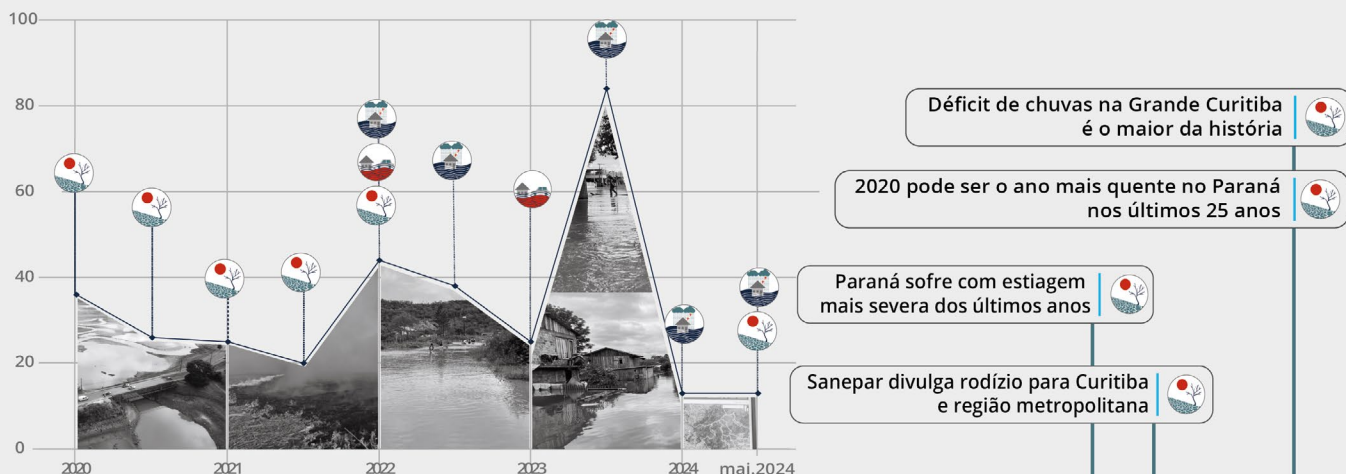 100
80
60
40
20
0
2020
2021
2022
2023
2024
mai.2024
Déficit de chuvas na Grande Curitiba
é o maior da história
2020 pode ser o ano mais quente no Paraná
nos últimos 25 anos
Paraná sofre com estiagem
mais severa dos últimos anos
Sanepar divulga rodízio para Curitiba
e região metropolitana